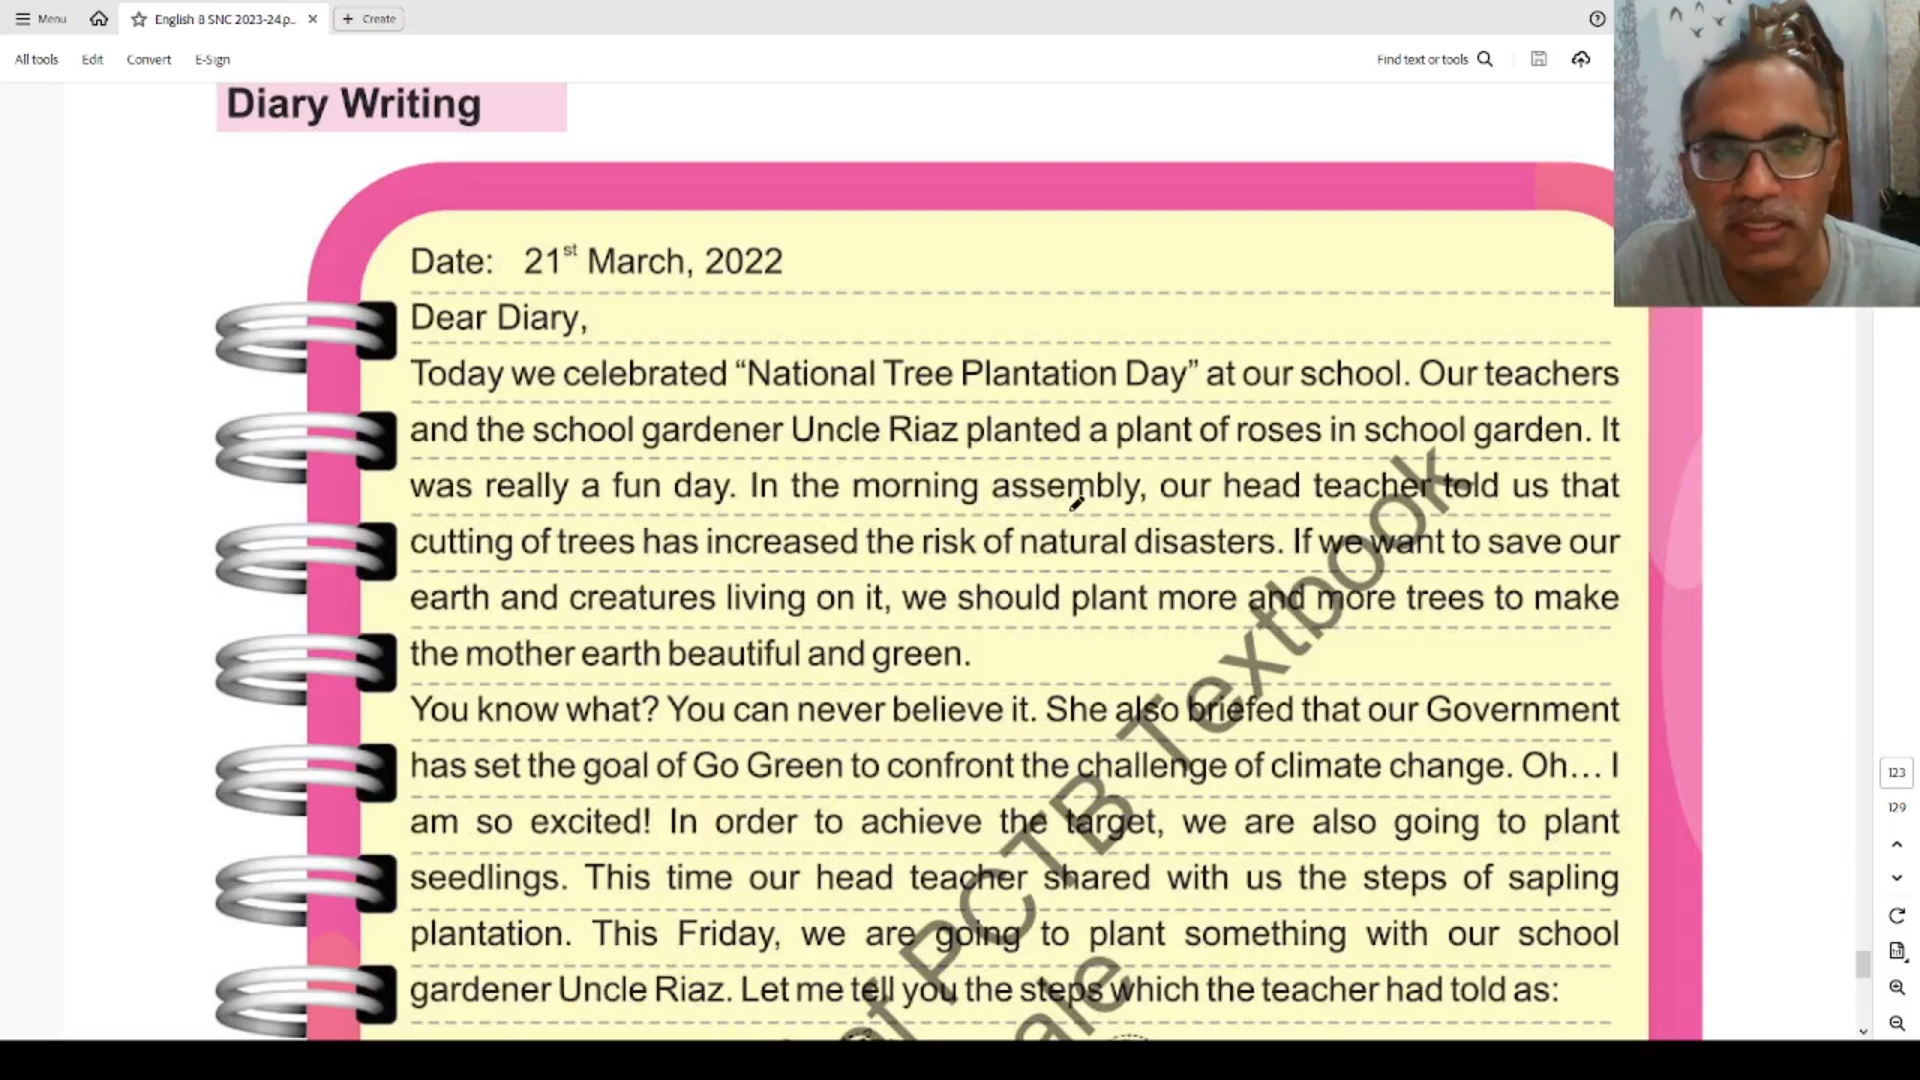 Menu
English 8 SNC 2023-24.p...
Create
All tools
Edit
Convert
E-Sign
Find text or tools
Diary Writing
Date: 21st March, 2022
Dear Diary,
Today we celebrated “National Tree Plantation Day” at our school. Our teachers
and the school gardener Uncle Riaz planted a plant of roses in school garden. It
was really a fun day. In the morning assembly, our head teacher told us that
cutting of trees has increased the risk of natural disasters. If we want to save our
earth and creatures living on it, we should plant more and more trees to make
the mother earth beautiful and green.
You know what? You can never believe it. She also briefed that our Government
has set the goal of Go Green to confront the challenge of climate change. Oh… I
am so excited! In order to achieve the target, we are also going to plant
seedlings. This time our head teacher shared with us the steps of sapling
plantation. This Friday, we are going to plant something with our school
gardener Uncle Riaz. Let me tell you the steps which the teacher had told as:
of PCTB Textbook
123
129